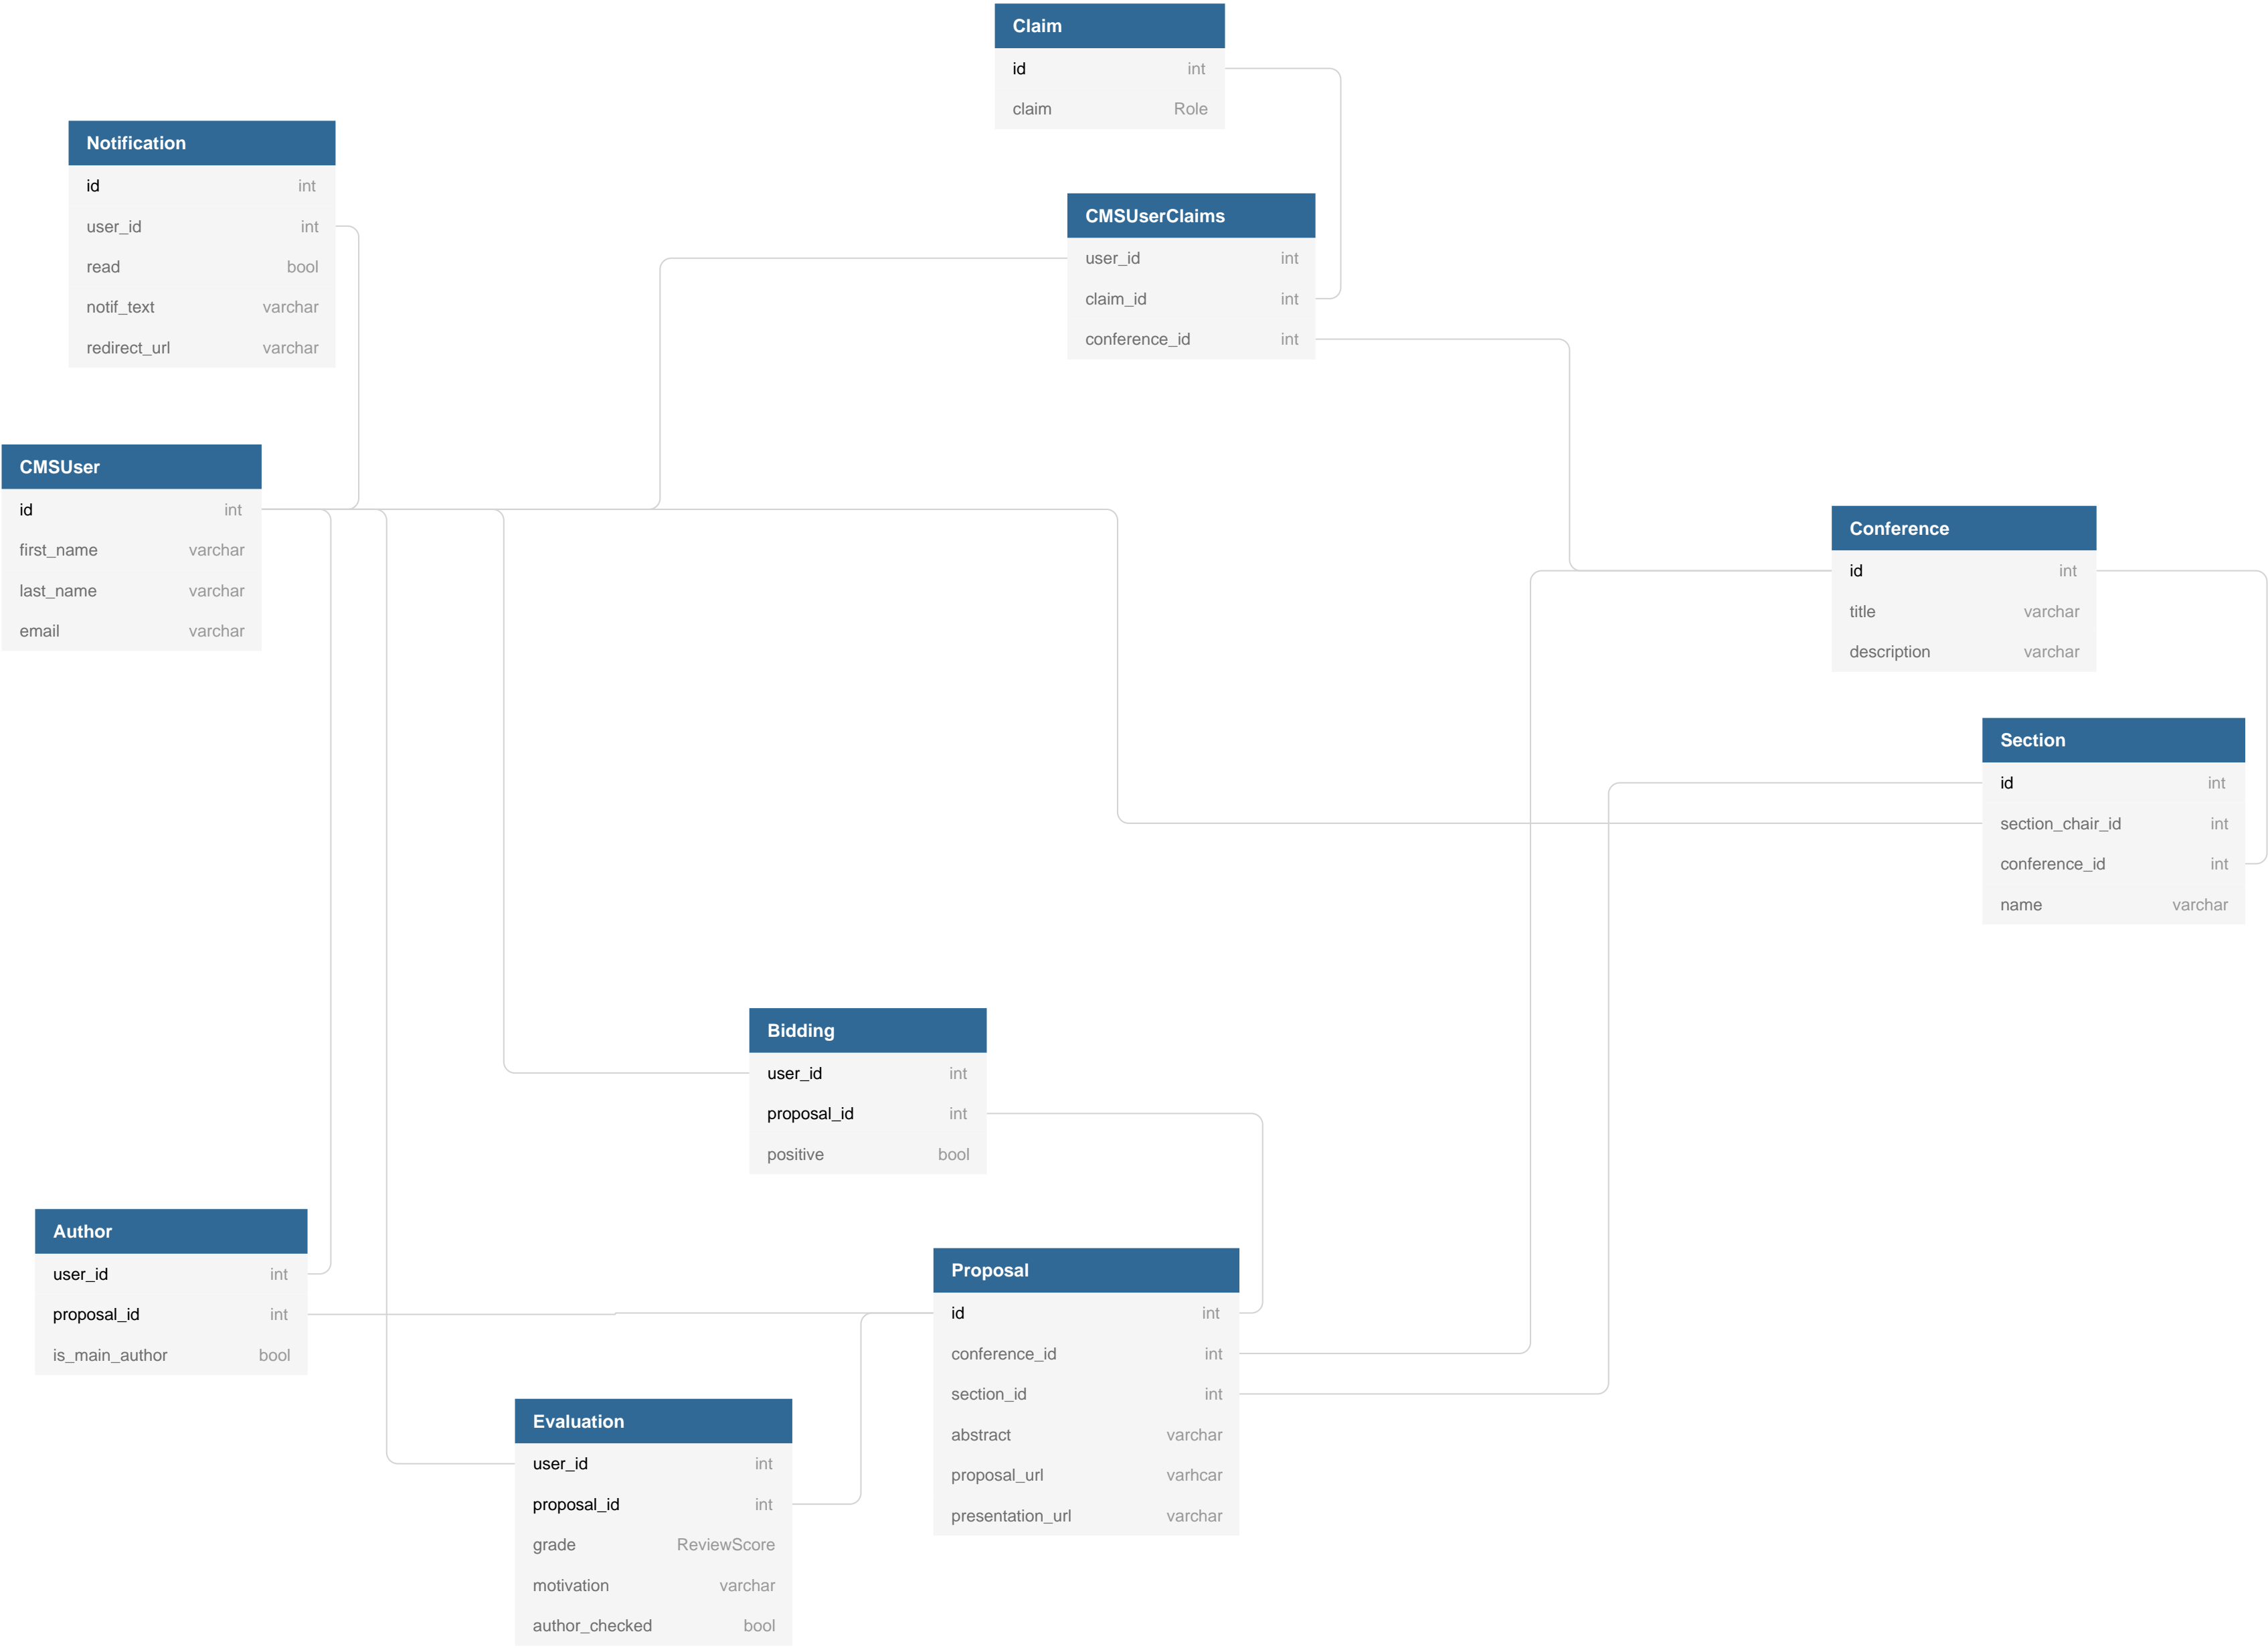 Claim
id int
claim Role
Notification
id int
user_id int
read bool
notif_text varchar
redirect_url varchar
CMSUserClaims
user_id int
claim_id int
conference_id int
CMSUser
id int
first_name varchar
last_name varchar
email varchar
Conference
id int
title varchar
description varchar
Section
id int
section_chair_id int
conference_id int
name varchar
Bidding
user_id int
proposal_id int
positive bool
Author
user_id int
proposal_id int
is_main_author bool
Proposal
id int
conference_id int
section_id int
abstract varchar
proposal_url varhcar
presentation_url varchar
Evaluation
user_id int
proposal_id int
grade ReviewScore
motivation varchar
author_checked bool